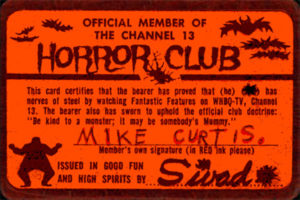 OFFICIAL MEMBER OF
THE CHANNEL 13
HORROR CLUB
This card certifies that the bearer has proved that (he) has
nerves of steel by watching Fantastic Features on WHBQ-TV, Channel
13. The bearer also has sworn to uphold the official club doctrine:
"Be kind to a monster; it may be somebody's Mommy."
MIKE CURTIS.
Member's own signature (in RED ink please)
ISSUED IN GOOD FUN
AND HIGH SPIRITS BY
Sivad